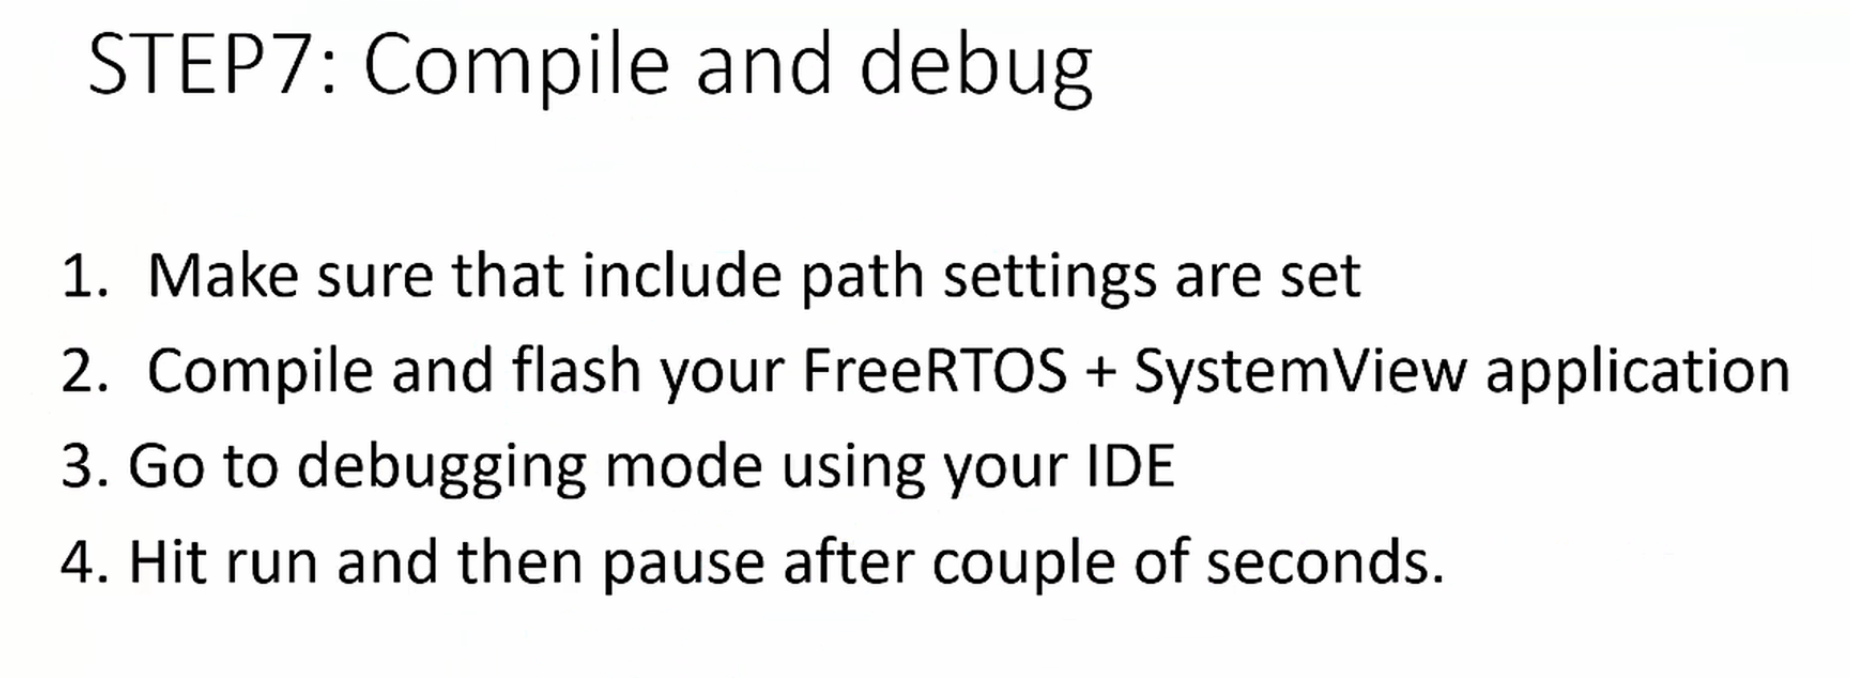 STEP7: Compile and debug
1. Make sure that include path settings are set
2. Compile and flash your FreeRTOS + SystemView application
3. Go to debugging mode using your IDE
4. Hit run and then pause after couple of seconds.